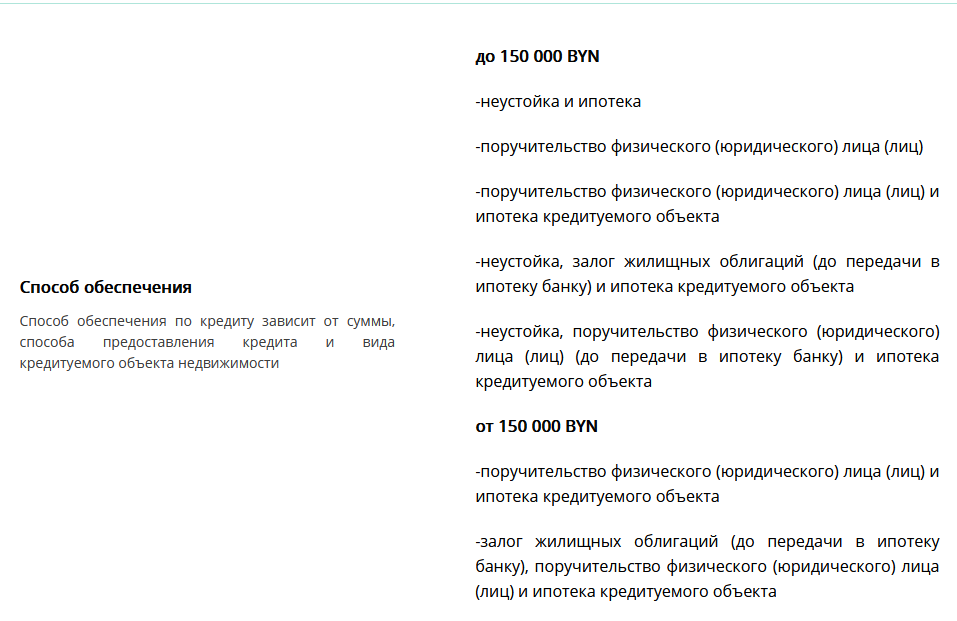 Способ обеспечения
Способ обеспечения по кредиту зависит от суммы,
способа предоставления кредита и вида
кредитуемого объекта недвижимости
до 150 000 BYN
-неустойка и ипотека
-поручительство физического (юридического) лица (лиц)
-поручительство физического (юридического) лица (лиц) и
ипотека кредитуемого объекта
-неустойка, залог жилищных облигаций (до передачи в
ипотеку банку) и ипотека кредитуемого объекта
-неустойка, поручительство физического (юридического)
лица (лиц) (до передачи в ипотеку банку) и ипотека
кредитуемого объекта
от 150 000 BYN
-поручительство физического (юридического) лица (лиц) и
ипотека кредитуемого объекта
-залог жилищных облигаций (до передачи в ипотеку
банку), поручительство физического (юридического) лица
(лиц) и ипотека кредитуемого объекта